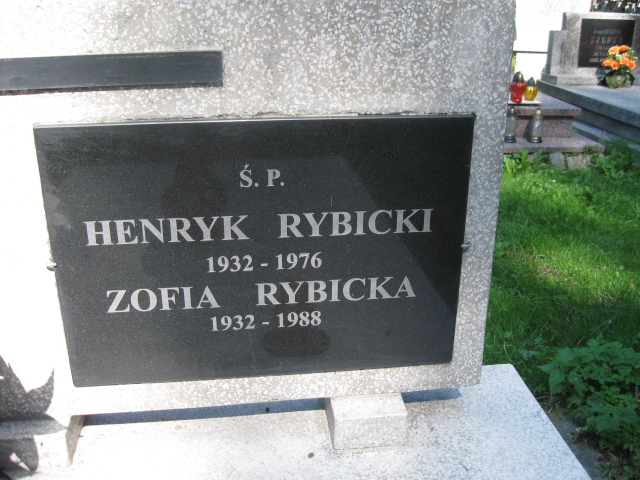 Ś. P.
HENRYK RYBICKI
1932 - 1976
ZOFIA RYBICKA
1932 - 1988